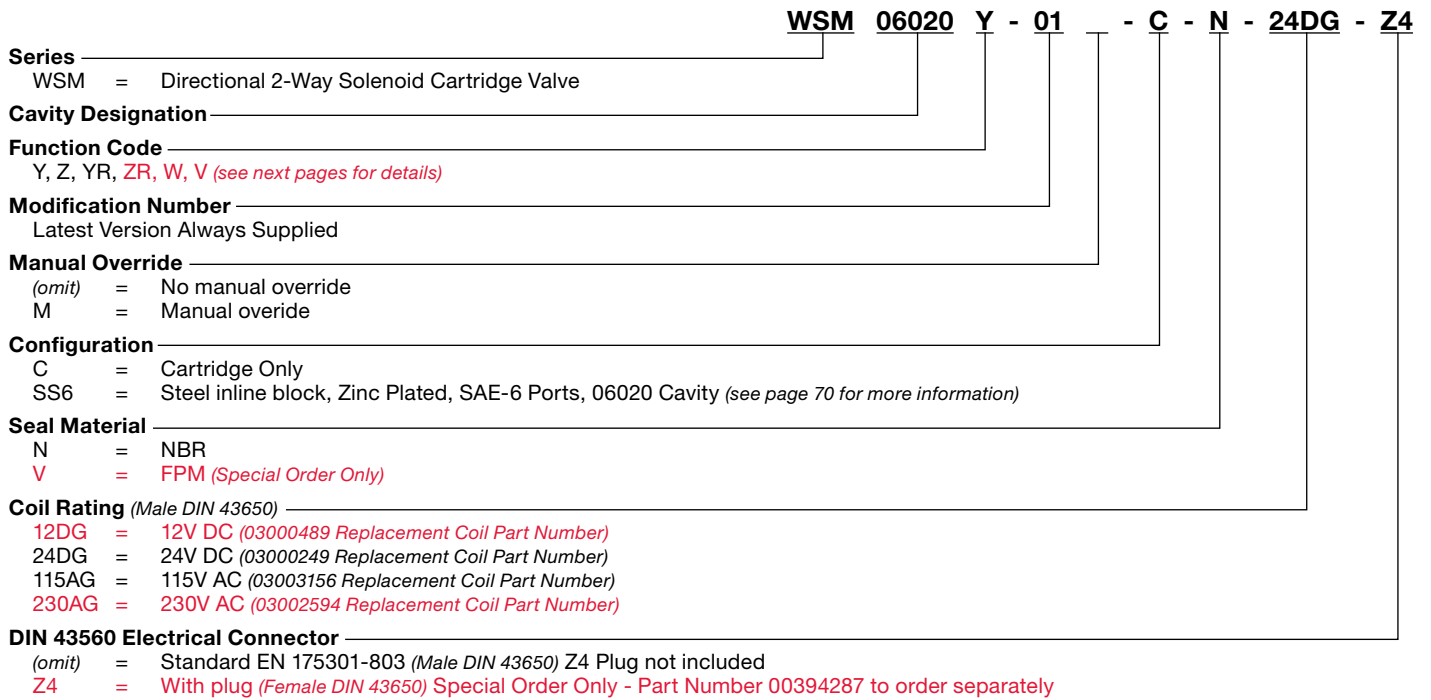 WSM 06020 Y - 01 __ - C - N - 24DG - Z4
Series
WSM = Directional 2-Way Solenoid Cartridge Valve
Cavity Designation
Function Code
Y, Z, YR, ZR, W, V (see next pages for details)
Modification Number
Latest Version Always Supplied
Manual Override
(omit) = No manual override
M = Manual overide
Configuration
C = Cartridge Only
SS6 = Steel inline block, Zinc Plated, SAE-6 Ports, 06020 Cavity (see page 70 for more information)
Seal Material
N = NBR
V = FPM (Special Order Only)
Coil Rating (Male DIN 43650)
12DG = 12V DC (03000489 Replacement Coil Part Number)
24DG = 24V DC (03000249 Replacement Coil Part Number)
115AG = 115V AC (03003156 Replacement Coil Part Number)
230AG = 230V AC (03002594 Replacement Coil Part Number)
DIN 43560 Electrical Connector
(omit) = Standard EN 175301-803 (Male DIN 43650) Z4 Plug not included
Z4 = With plug (Female DIN 43650) Special Order Only - Part Number 00394287 to order separately